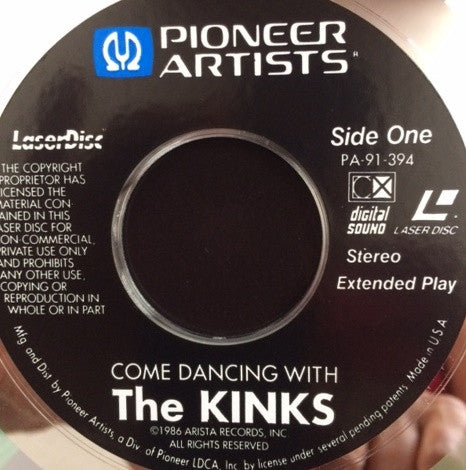 PIONEER
ARTISTS®
LaserDisc
Side One
PA-91-394
CX
digital
SOUND
LASER DISC
Stereo
Extended Play
THE COPYRIGHT
PROPRIETOR HAS
LICENSED THE
MATERIAL CON-
TAINED IN THIS
LASER DISC FOR
NON-COMMERCIAL,
PRIVATE USE ONLY
AND PROHIBITS
ANY OTHER USE,
COPYING OR
REPRODUCTION IN
WHOLE OR IN PART
COME DANCING WITH
The KINKS
©1986 ARISTA RECORDS, INC.
ALL RIGHTS RESERVED
Mfg and Dist. by Pioneer Artists, a Div. of Pioneer LDCA, Inc. by license under several pending patents. Made in U.S.A.